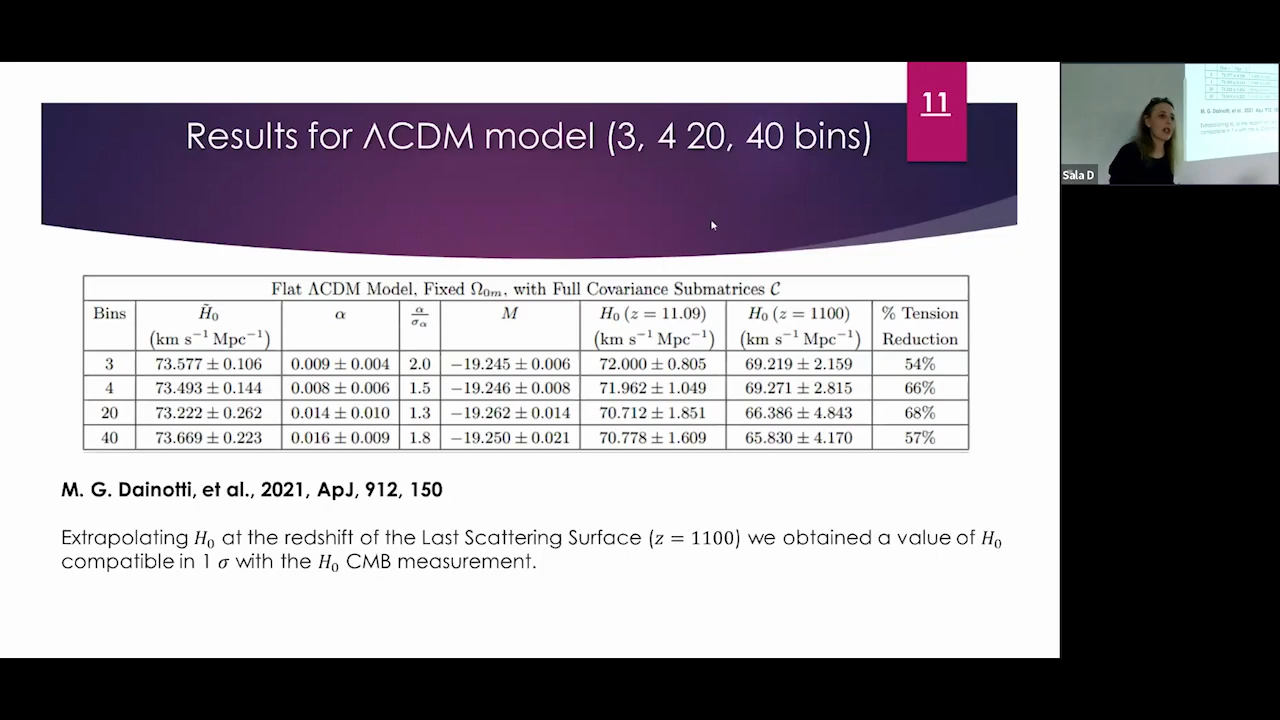 11
Results for ΛCDM model (3, 4 20, 40 bins)
Sala D
Flat ΛCDM Model, Fixed Ω₀ₘ, with Full Covariance Submatrices 𝒞
Bins H̃₀ (km s⁻¹ Mpc⁻¹) α α/σ_α M H₀ (z = 11.09) (km s⁻¹ Mpc⁻¹) H₀ (z = 1100) (km s⁻¹ Mpc⁻¹) % Tension Reduction
3 73.577 ± 0.106 0.009 ± 0.004 2.0 −19.245 ± 0.006 72.000 ± 0.805 69.219 ± 2.159 54%
4 73.493 ± 0.144 0.008 ± 0.006 1.5 −19.246 ± 0.008 71.962 ± 1.049 69.271 ± 2.815 66%
20 73.222 ± 0.262 0.014 ± 0.010 1.3 −19.262 ± 0.014 70.712 ± 1.851 66.386 ± 4.843 68%
40 73.669 ± 0.223 0.016 ± 0.009 1.8 −19.250 ± 0.021 70.778 ± 1.609 65.830 ± 4.170 57%
M. G. Dainotti, et al., 2021, ApJ, 912, 150
Extrapolating H₀ at the redshift of the Last Scattering Surface (z = 1100) we obtained a value of H₀
compatible in 1 σ with the H₀ CMB measurement.